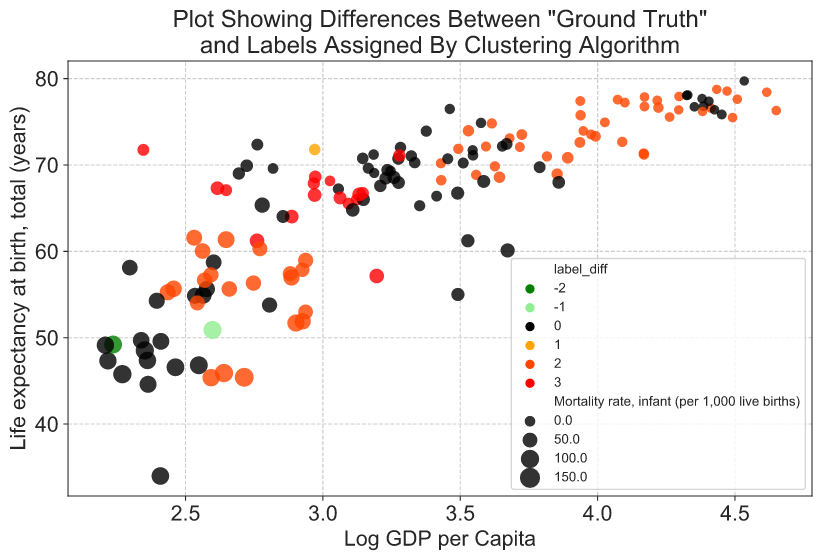 Plot Showing Differences Between "Ground Truth"
and Labels Assigned By Clustering Algorithm
Life expectancy at birth, total (years)
80
70
60
50
40
label_diff
-2
-1
0
1
2
3
Mortality rate, infant (per 1,000 live births)
0.0
50.0
100.0
150.0
2.5 3.0 3.5 4.0 4.5
Log GDP per Capita